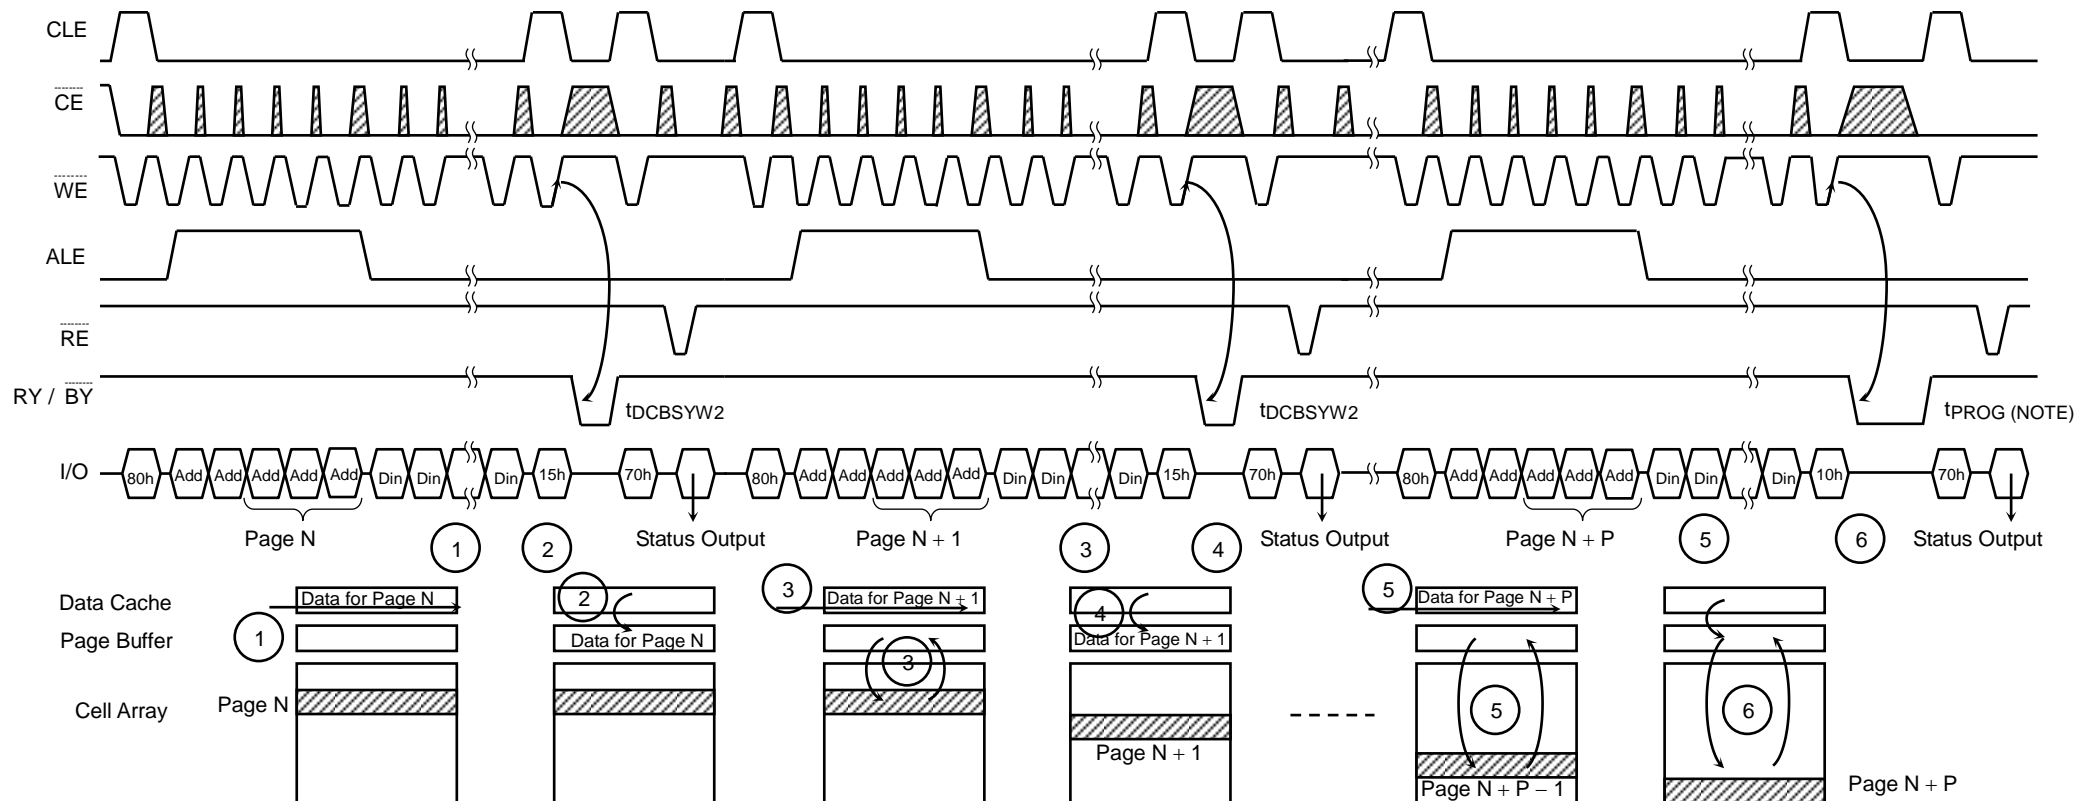 CLE
CE
WE
ALE
RE
RY / BY
tDCBSYW2 tDCBSYW2 tPROG (NOTE)
I/O 80h Add Add Add Add Add Din Din Din 15h 70h 80h Add Add Add Add Add Din Din Din 15h 70h 80h Add Add Add Add Add Din Din Din 10h 70h
Page N 1 2 Status Output Page N + 1 3 4 Status Output Page N + P 5 6 Status Output
Data Cache Data for Page N 2 3 Data for Page N + 1 4 5 Data for Page N + P
Page Buffer 1 Data for Page N Data for Page N + 1
3
Cell Array Page N 5 6
Page N + 1
Page N + P − 1 Page N + P